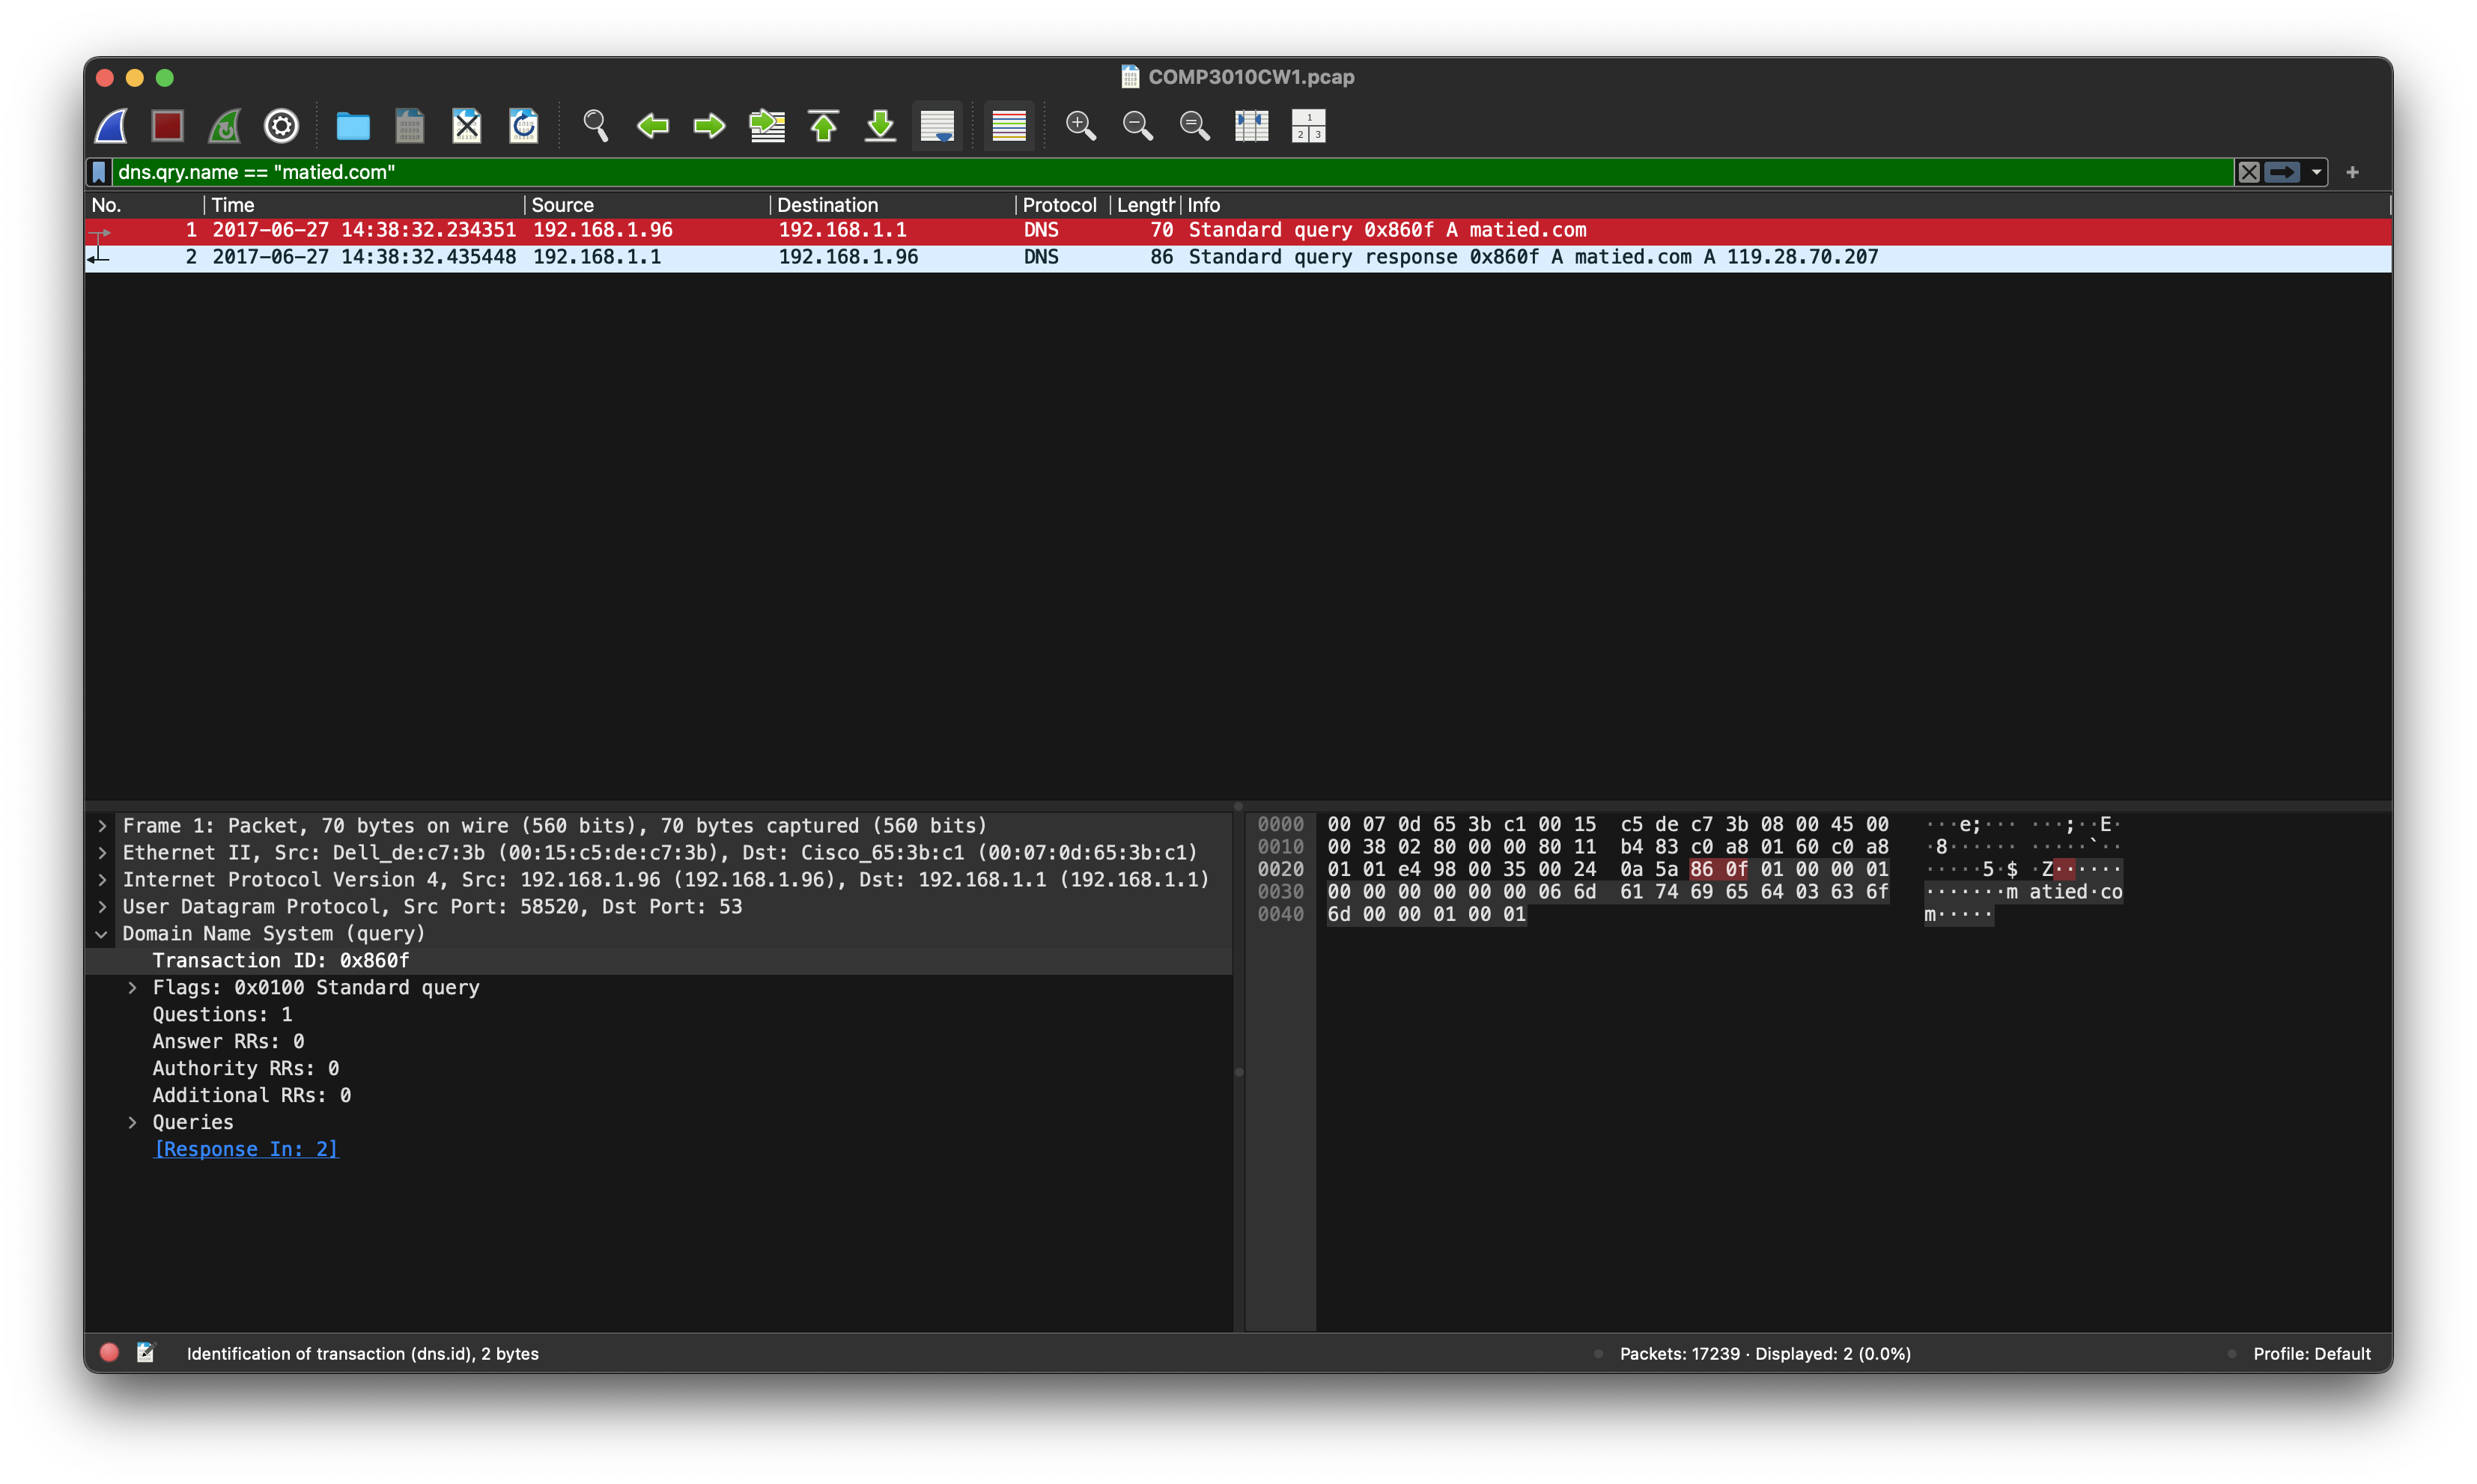 COMP3010CW1.pcap
dns.qry.name == "matied.com"
No. Time Source Destination Protocol Length Info
1 2017-06-27 14:38:32.234351 192.168.1.96 192.168.1.1 DNS 70 Standard query 0x860f A matied.com
2 2017-06-27 14:38:32.435448 192.168.1.1 192.168.1.96 DNS 86 Standard query response 0x860f A matied.com A 119.28.70.207
Frame 1: Packet, 70 bytes on wire (560 bits), 70 bytes captured (560 bits)
Ethernet II, Src: Dell_de:c7:3b (00:15:c5:de:c7:3b), Dst: Cisco_65:3b:c1 (00:07:0d:65:3b:c1)
Internet Protocol Version 4, Src: 192.168.1.96 (192.168.1.96), Dst: 192.168.1.1 (192.168.1.1)
User Datagram Protocol, Src Port: 58520, Dst Port: 53
Domain Name System (query)
Transaction ID: 0x860f
Flags: 0x0100 Standard query
Questions: 1
Answer RRs: 0
Authority RRs: 0
Additional RRs: 0
Queries
[Response In: 2]
0000 00 07 0d 65 3b c1 00 15 c5 de c7 3b 08 00 45 00 ···e;··· ···;··E·
0010 00 38 02 80 00 00 80 11 b4 83 c0 a8 01 60 c0 a8 ·8······ ·····`··
0020 01 01 e4 98 00 35 00 24 0a 5a 86 0f 01 00 00 01 ·····5·$ ·Z······
0030 00 00 00 00 00 00 06 6d 61 74 69 65 64 03 63 6f ·······m atied·co
0040 6d 00 00 01 00 01 m·····
Identification of transaction (dns.id), 2 bytes
Packets: 17239 · Displayed: 2 (0.0%)
Profile: Default